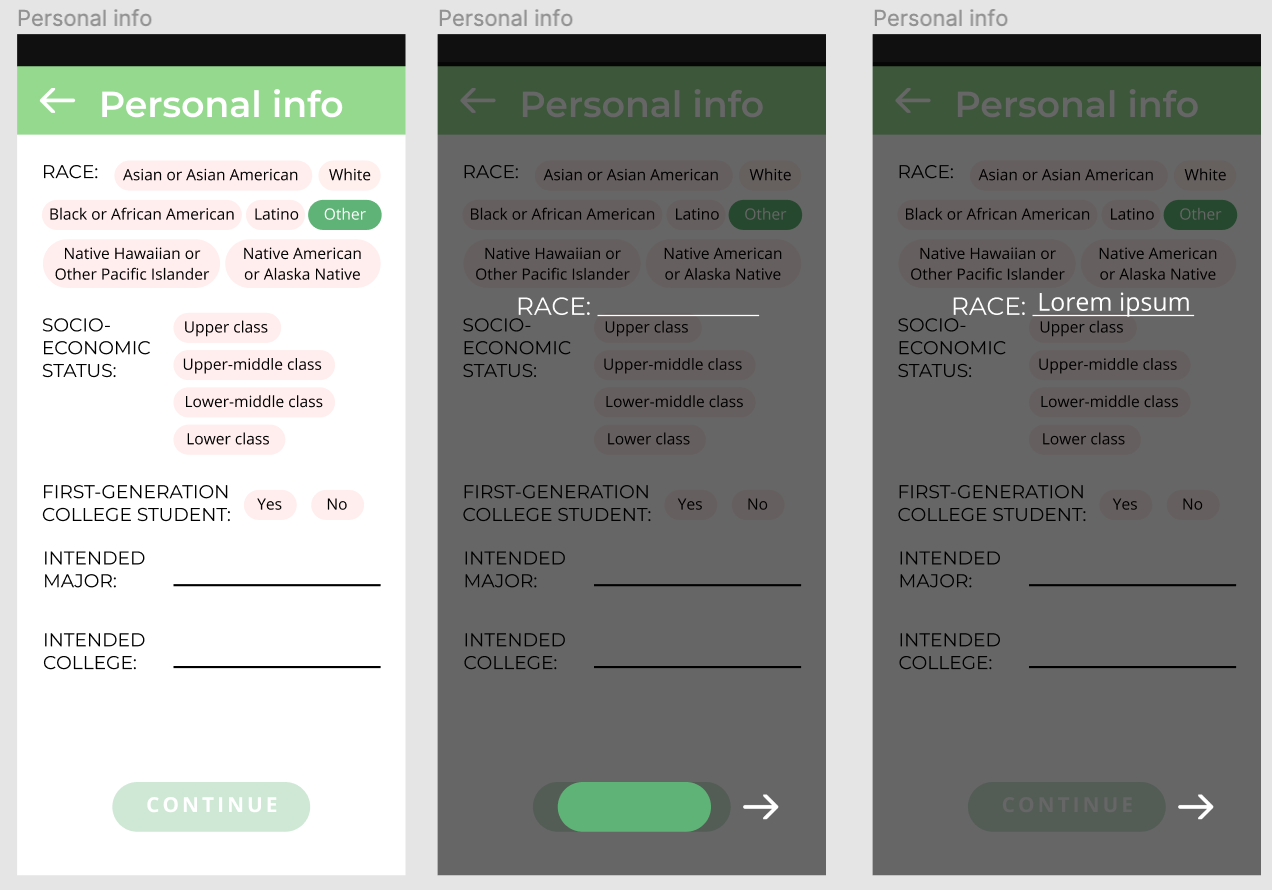 Personal info
Personal info
RACE: Asian or Asian American White
Black or African American Latino Other
Native Hawaiian or Other Pacific Islander
Native American or Alaska Native
SOCIO-
ECONOMIC
STATUS:
Upper class
Upper-middle class
Lower-middle class
Lower class
FIRST-GENERATION
COLLEGE STUDENT:
Yes No
INTENDED
MAJOR:
INTENDED
COLLEGE:
CONTINUE
Personal info
Personal info
RACE: Asian or Asian American White
Black or African American Latino Other
Native Hawaiian or Other Pacific Islander
Native American or Alaska Native
RACE:
SOCIO-
ECONOMIC
STATUS:
Upper class
Upper-middle class
Lower-middle class
Lower class
FIRST-GENERATION
COLLEGE STUDENT:
Yes No
INTENDED
MAJOR:
INTENDED
COLLEGE:
Personal info
Personal info
RACE: Asian or Asian American White
Black or African American Latino Other
Native Hawaiian or Other Pacific Islander
Native American or Alaska Native
RACE: Lorem ipsum
SOCIO-
ECONOMIC
STATUS:
Upper class
Upper-middle class
Lower-middle class
Lower class
FIRST-GENERATION
COLLEGE STUDENT:
Yes No
INTENDED
MAJOR:
INTENDED
COLLEGE:
CONTINUE